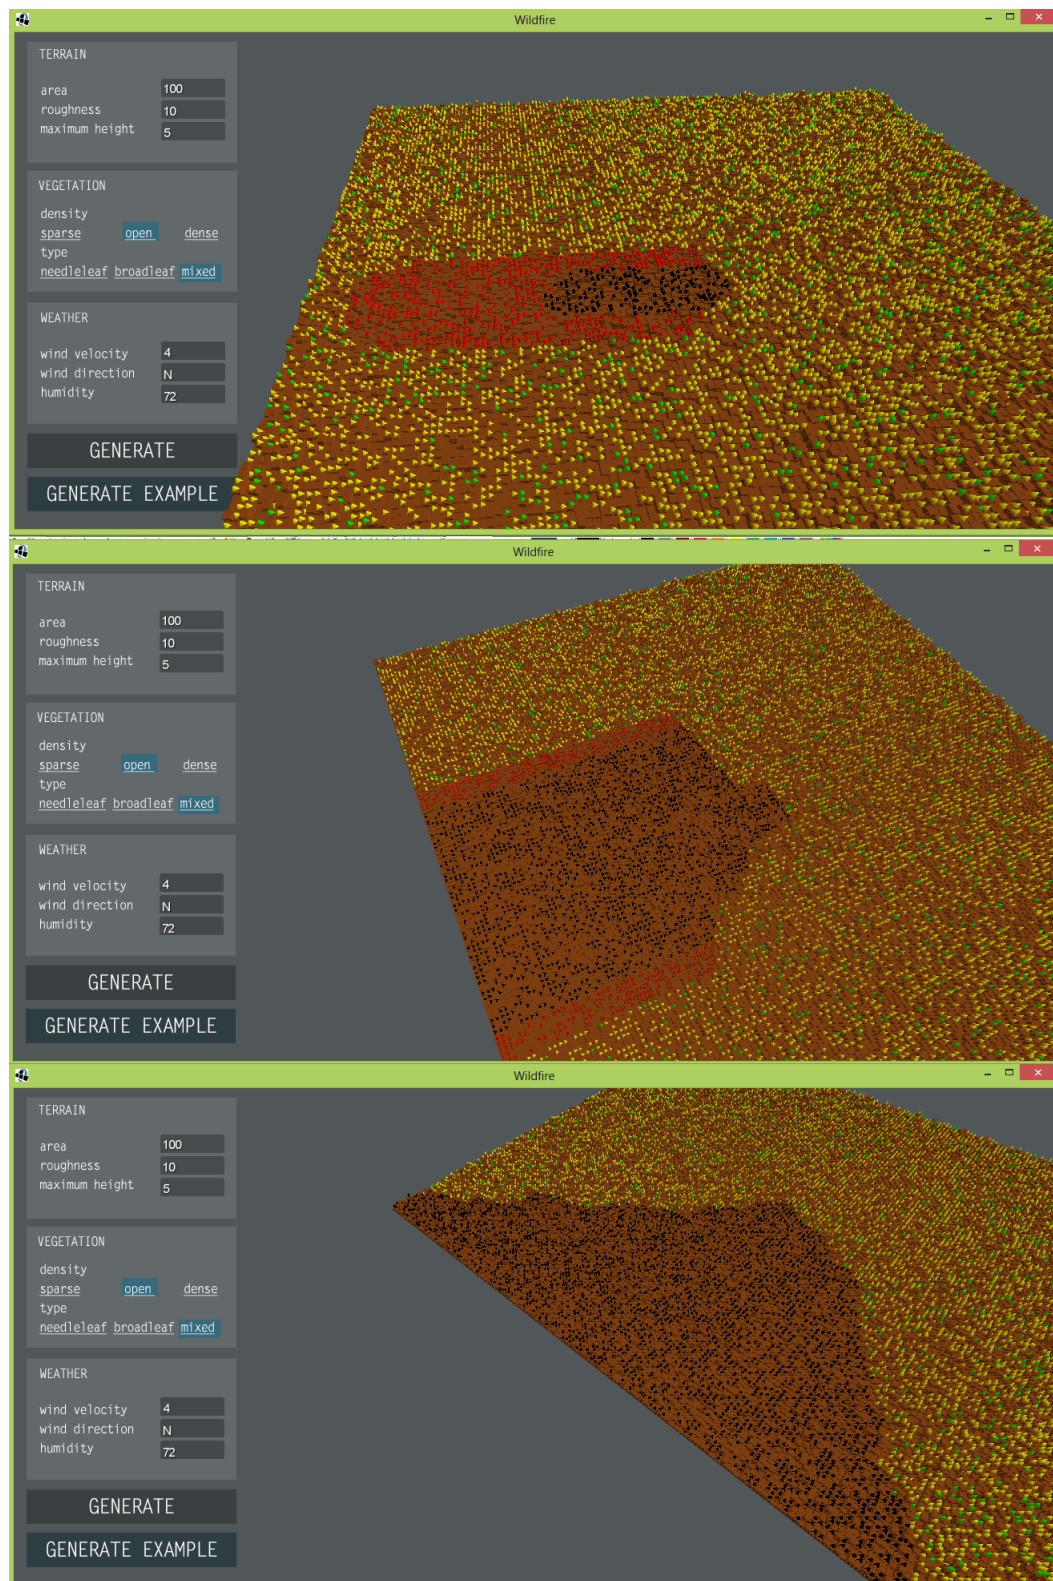 Wildfire
TERRAIN
area 100
roughness 10
maximum height 5
VEGETATION
density
sparse open dense
type
needleleaf broadleaf mixed
WEATHER
wind velocity 4
wind direction N
humidity 72
GENERATE
GENERATE EXAMPLE
Wildfire
TERRAIN
area 100
roughness 10
maximum height 5
VEGETATION
density
sparse open dense
type
needleleaf broadleaf mixed
WEATHER
wind velocity 4
wind direction N
humidity 72
GENERATE
GENERATE EXAMPLE
Wildfire
TERRAIN
area 100
roughness 10
maximum height 5
VEGETATION
density
sparse open dense
type
needleleaf broadleaf mixed
WEATHER
wind velocity 4
wind direction N
humidity 72
GENERATE
GENERATE EXAMPLE